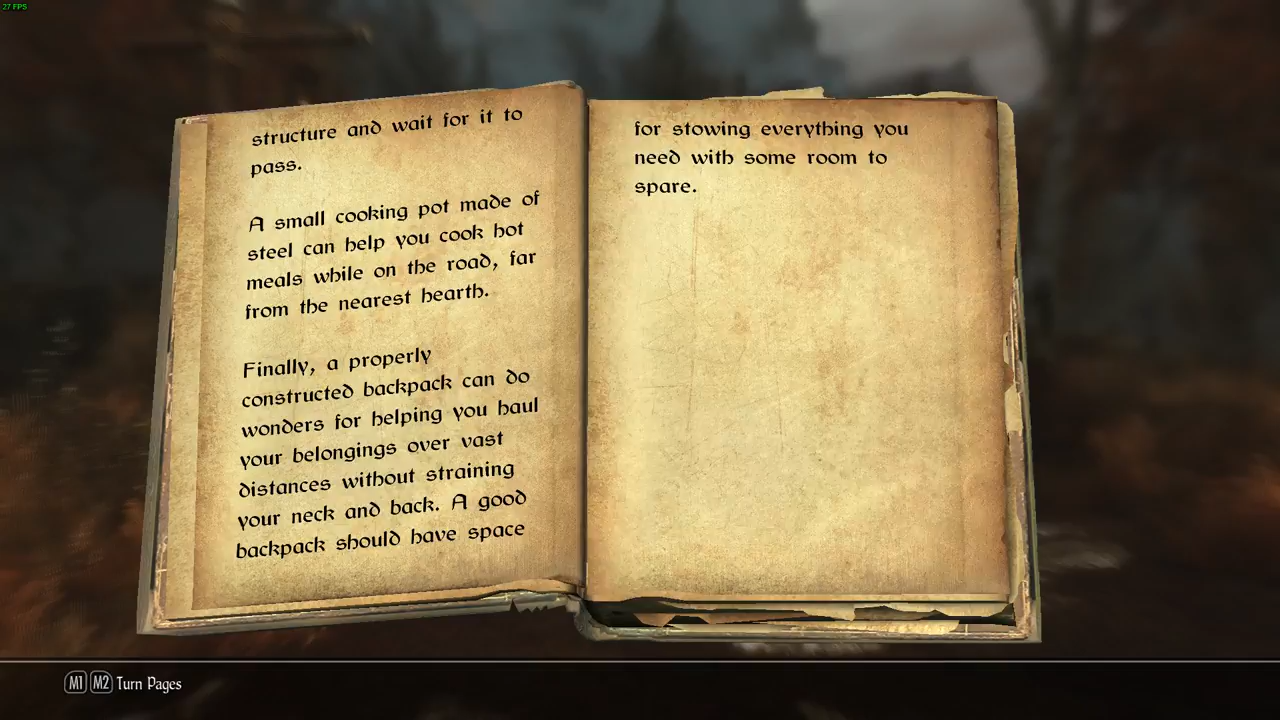 27 FPS
structure and wait for it to
pass.
A small cooking pot made of
steel can help you cook hot
meals while on the road, far
from the nearest hearth.
Finally, a properly
constructed backpack can do
wonders for helping you haul
your belongings over vast
distances without straining
your neck and back. A good
backpack should have space
for stowing everything you
need with some room to
spare.
M1 M2 Turn Pages